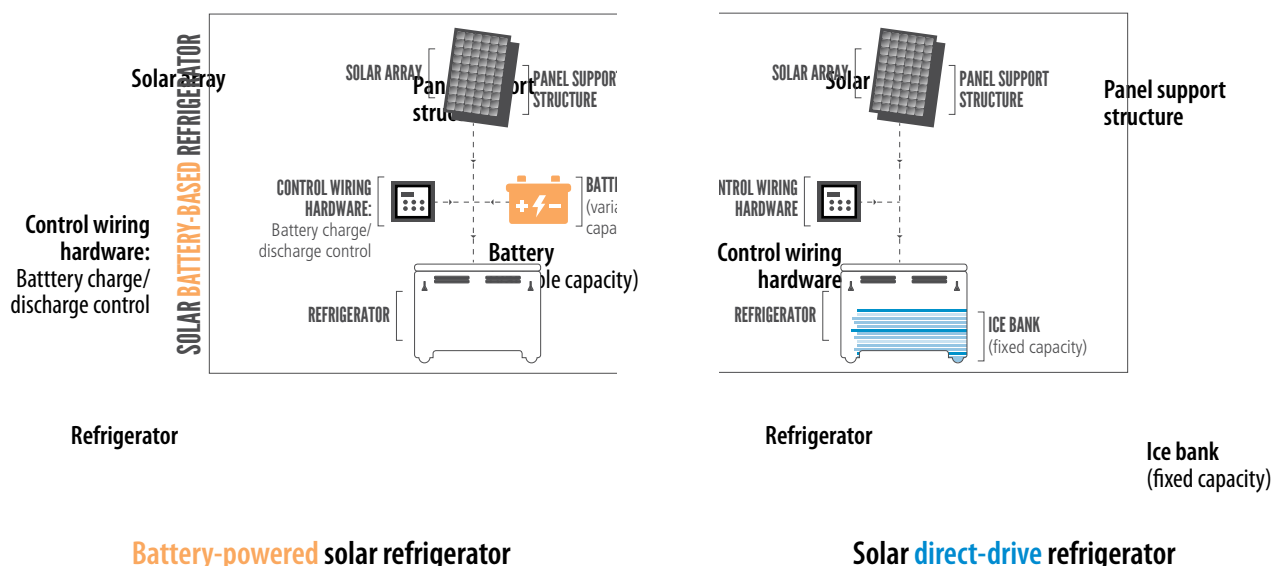 SOLAR BATTERY-BASED REFRIGERATOR
Solar array
SOLAR ARRAY
PANEL SUPPORT
STRUCTURE
CONTROL WIRING
HARDWARE:
Battery charge/
discharge control
Control wiring
hardware:
Batttery charge/
discharge control
Battery
REFRIGERATOR
Refrigerator
Battery-powered solar refrigerator
SOLAR ARRAY
Solar
PANEL SUPPORT
STRUCTURE
Panel support
structure
HARDWARE
Control wiring
hardware
REFRIGERATOR
ICE BANK
(fixed capacity)
Refrigerator
Ice bank
(fixed capacity)
Solar direct-drive refrigerator